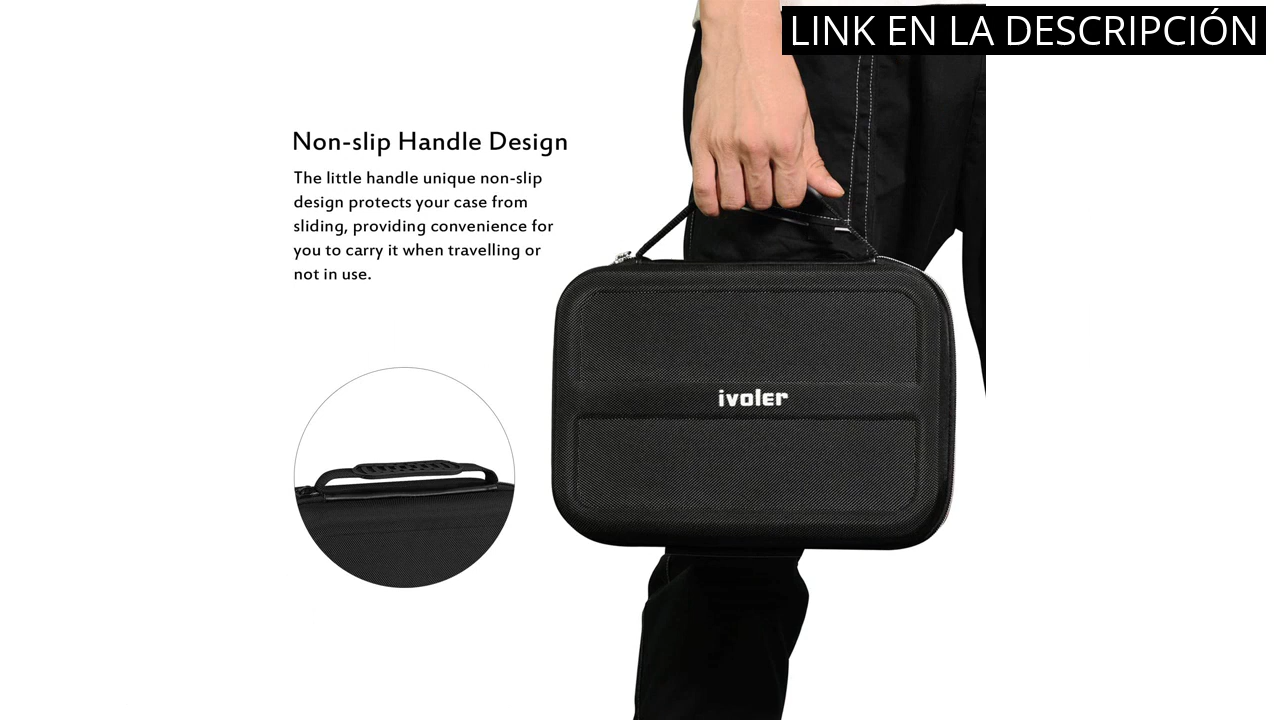 LINK EN LA DESCRIPCIÓN
Non-slip Handle Design
The little handle unique non-slip
design protects your case from
sliding, providing convenience for
you to carry it when travelling or
not in use.
ivoler